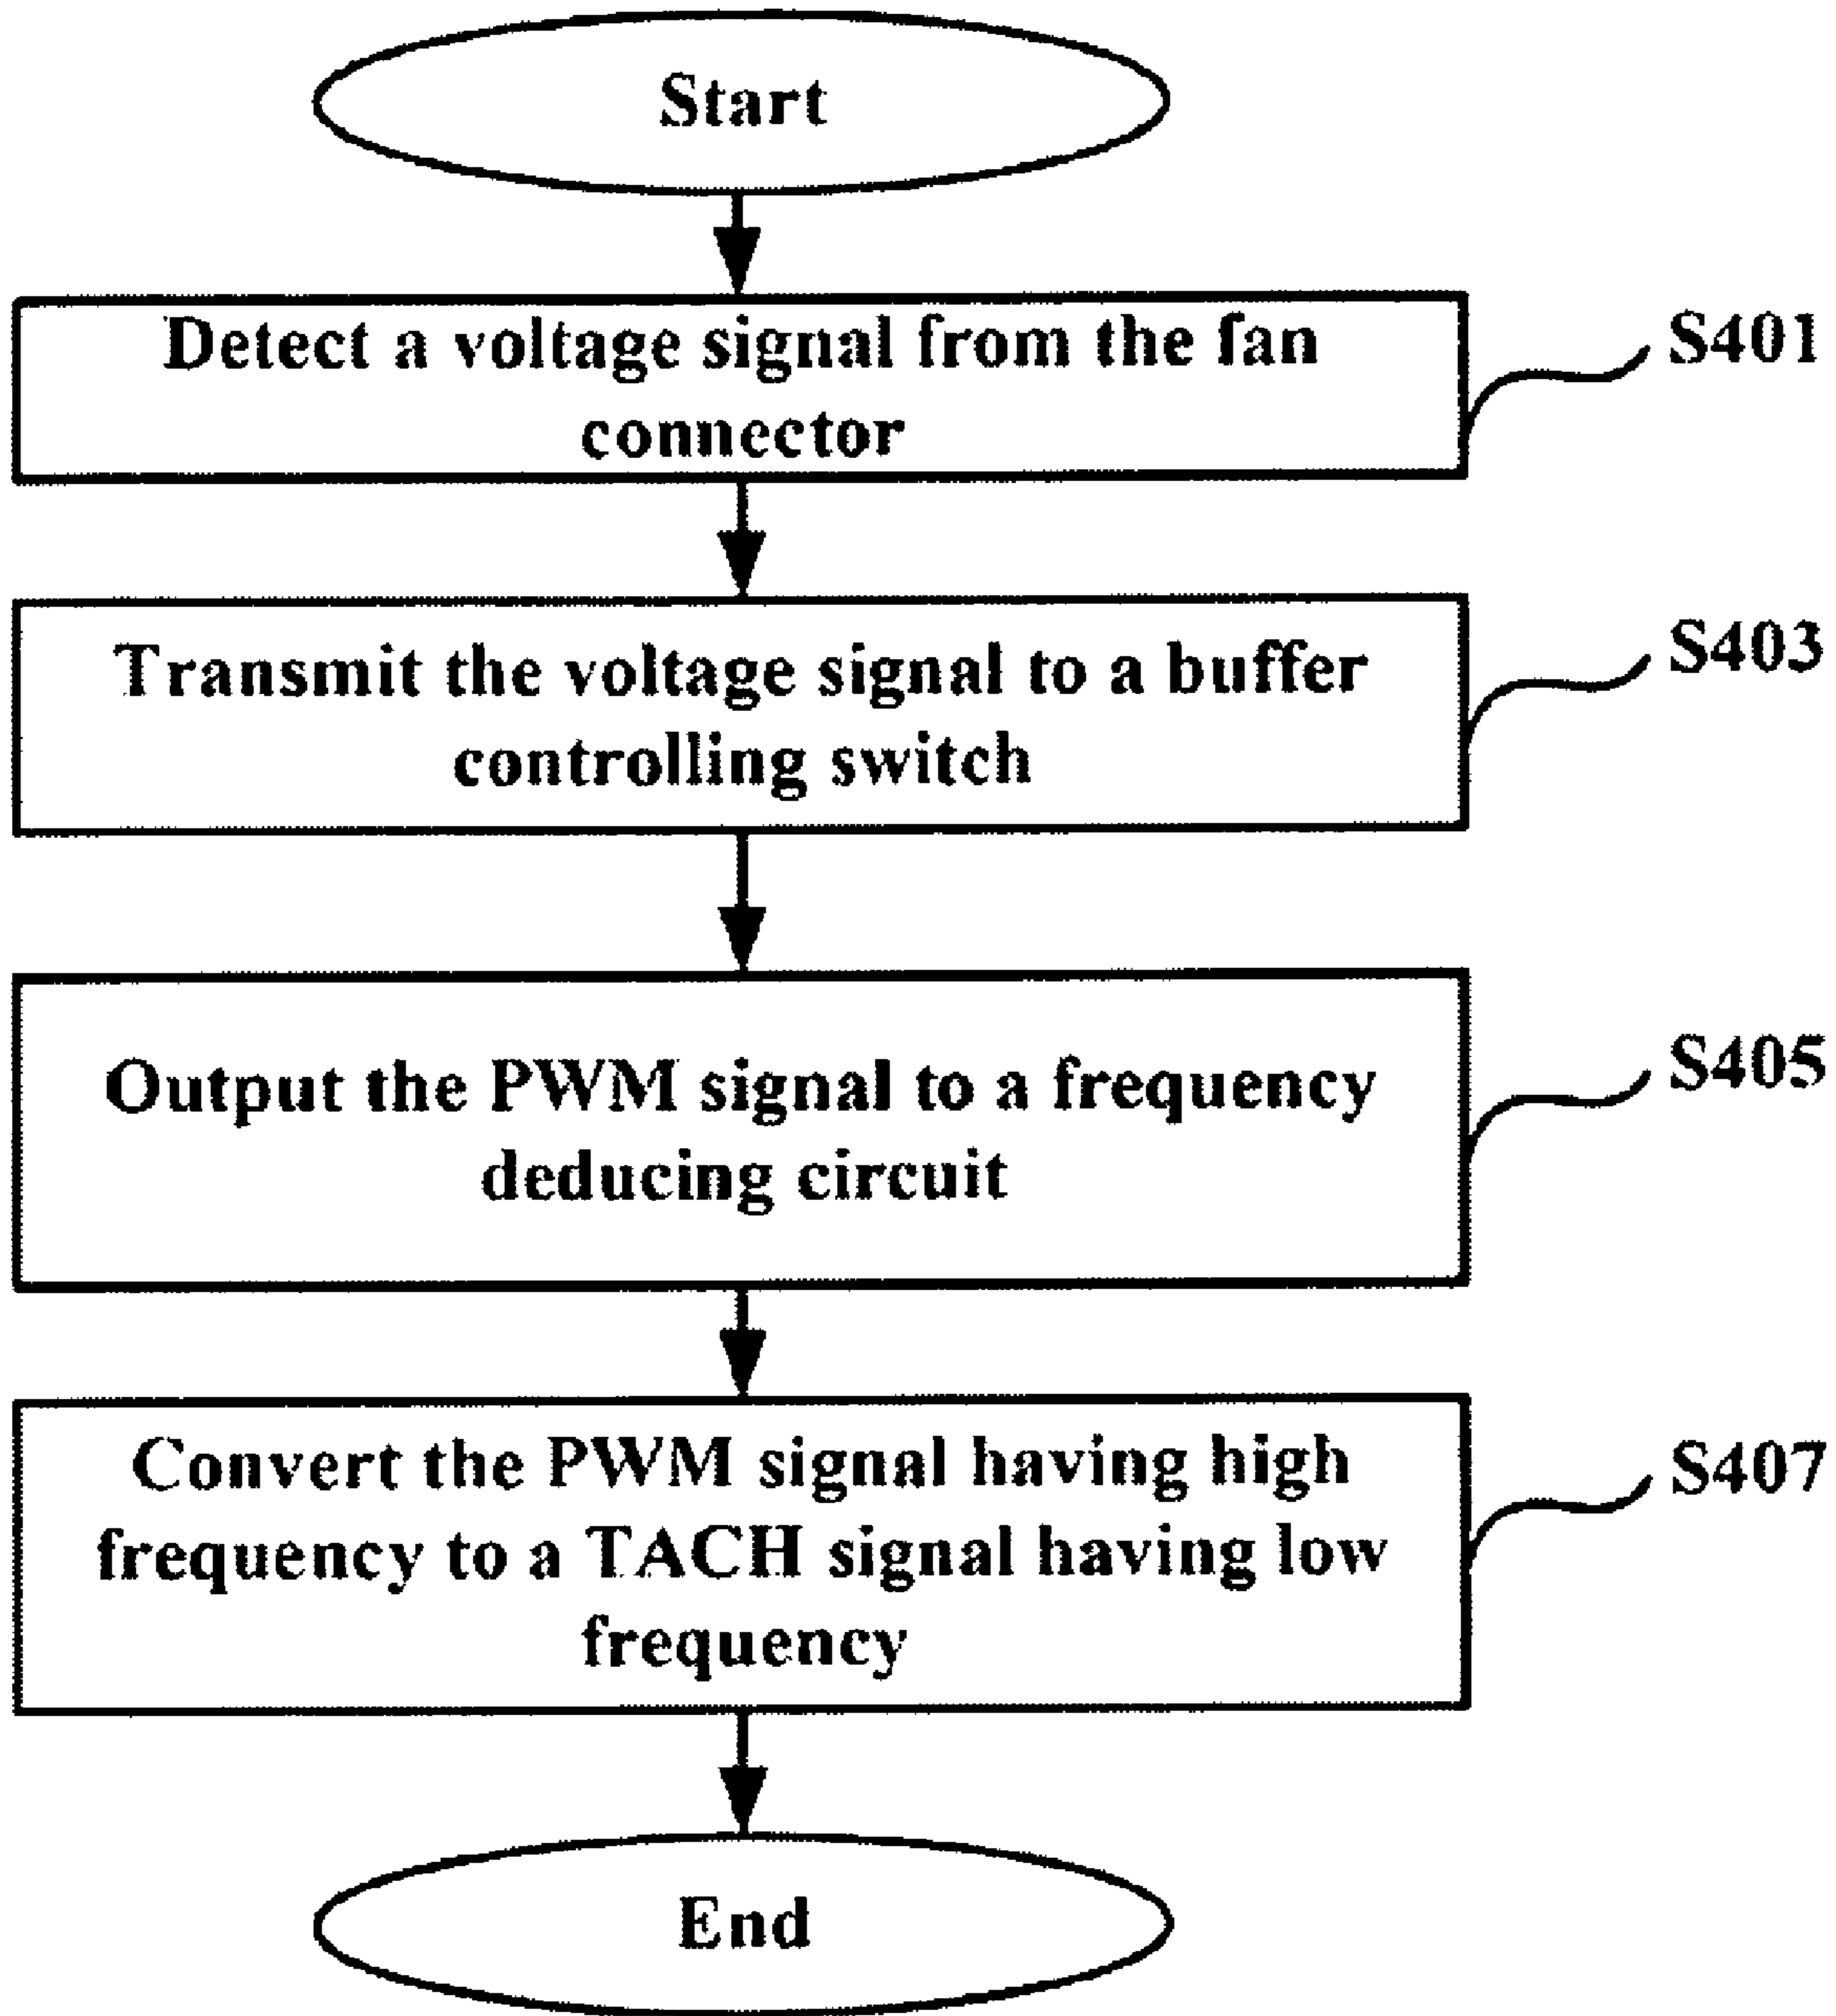 Start
Detect a voltage signal from the fan
connector
S401
Transmit the voltage signal to a buffer
controlling switch
S403
Output the PWM signal to a frequency
deducing circuit
S405
Convert the PWM signal having high
frequency to a TACH signal having low
frequency
S407
End